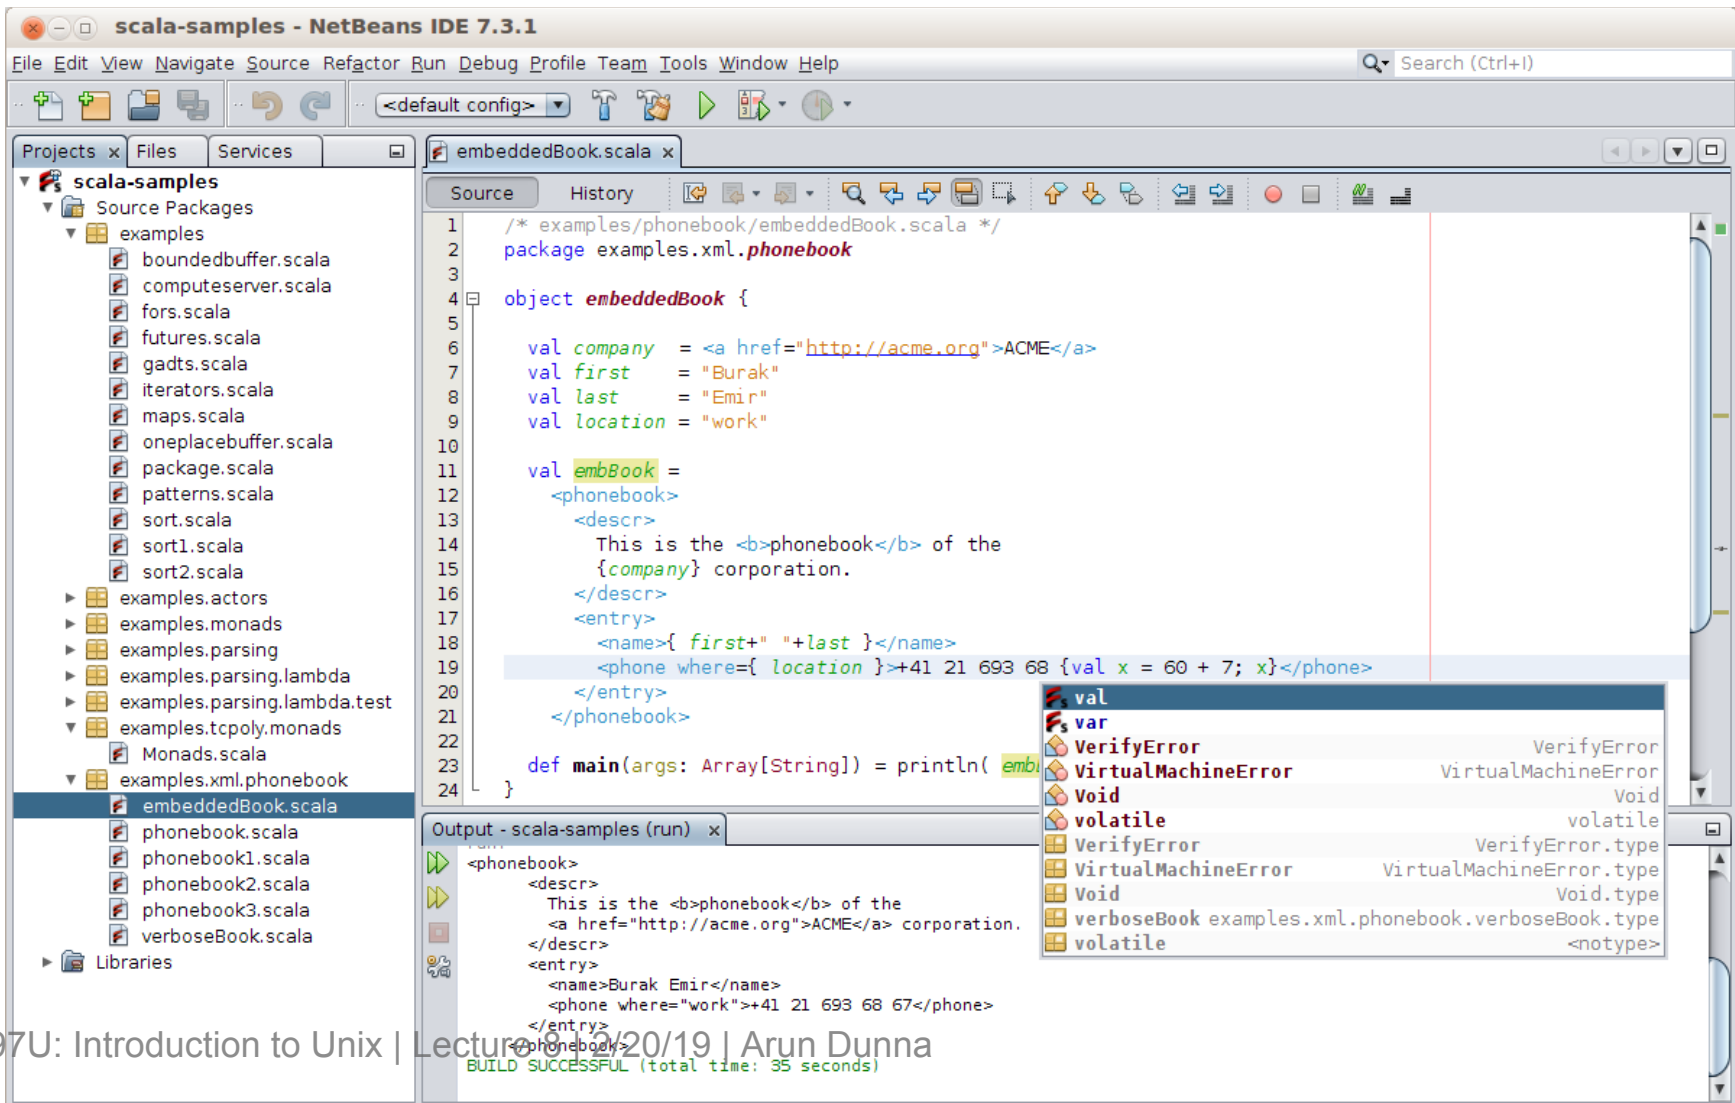 scala-samples - NetBeans IDE 7.3.1
File Edit View Navigate Source Refactor Run Debug Profile Team Tools Window Help
Search (Ctrl+I)
<default config>
Projects Files Services
scala-samples
Source Packages
examples
boundedbuffer.scala
computeserver.scala
fors.scala
futures.scala
gadts.scala
iterators.scala
maps.scala
oneplacebuffer.scala
package.scala
patterns.scala
sort.scala
sort1.scala
sort2.scala
examples.actors
examples.monads
examples.parsing
examples.parsing.lambda
examples.parsing.lambda.test
examples.tcpoly.monads
Monads.scala
examples.xml.phonebook
embeddedBook.scala
phonebook.scala
phonebook1.scala
phonebook2.scala
phonebook3.scala
verboseBook.scala
Libraries
embeddedBook.scala
Source History
1 /* examples/phonebook/embeddedBook.scala */
2 package examples.xml.phonebook
3
4 object embeddedBook {
5
6 val company = <a href="http://acme.org">ACME</a>
7 val first = "Burak"
8 val last = "Emir"
9 val location = "work"
10
11 val embBook =
12 <phonebook>
13 <descr>
14 This is the <b>phonebook</b> of the
15 {company} corporation.
16 </descr>
17 <entry>
18 <name>{ first+" "+last }</name>
19 <phone where={ location }>+41 21 693 68 {val x = 60 + 7; x}</phone>
20 </entry>
21 </phonebook>
22
23 def main(args: Array[String]) = println( emb
24 }
val
var
VerifyError VerifyError
VirtualMachineError VirtualMachineError
Void Void
volatile volatile
VerifyError VerifyError.type
VirtualMachineError VirtualMachineError.type
Void Void.type
verboseBook examples.xml.phonebook.verboseBook.type
volatile <notype>
Output - scala-samples (run)
<phonebook>
<descr>
This is the <b>phonebook</b> of the
<a href="http://acme.org">ACME</a> corporation.
</descr>
<entry>
<name>Burak Emir</name>
<phone where="work">+41 21 693 68 67</phone>
</entry>
</phonebook>
BUILD SUCCESSFUL (total time: 35 seconds)
97U: Introduction to Unix | Lecture 8 | 2/20/19 | Arun Dunna